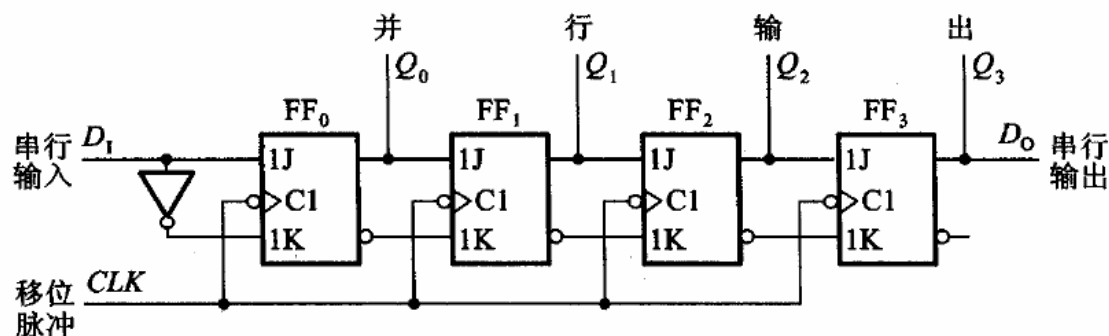 并 行 输 出
Q0 Q1 Q2 Q3
FF0 FF1 FF2 FF3
串行
输入
DI
1J 1J 1J 1J
DO
串行
输出
C1 C1 C1 C1
1K 1K 1K 1K
移位
脉冲
CLK